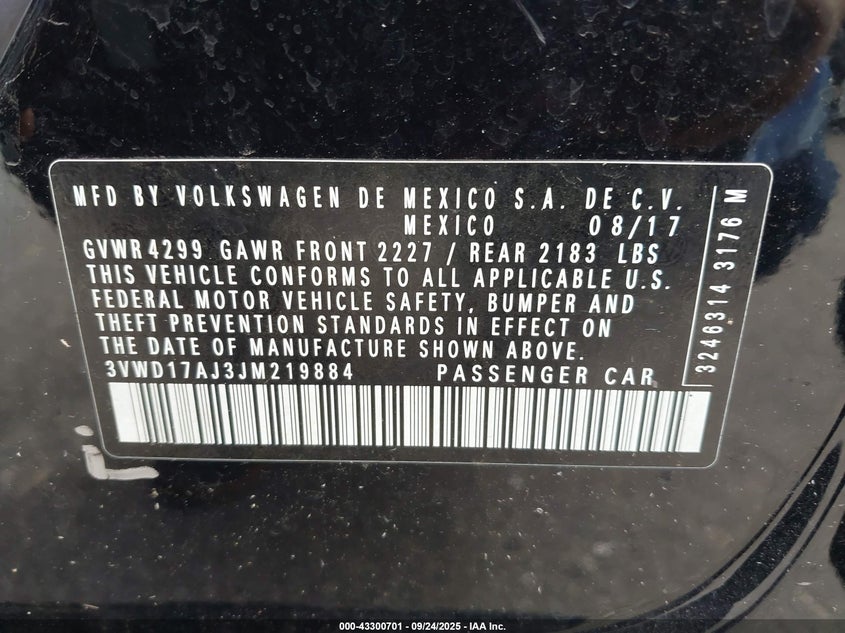 MFD BY VOLKSWAGEN DE MEXICO S.A. DE C.V.
MEXICO 08/17
GVWR 4299 GAWR FRONT 2227 / REAR 2183 LBS
THIS VEHICLE CONFORMS TO ALL APPLICABLE U.S.
FEDERAL MOTOR VEHICLE SAFETY, BUMPER AND
THEFT PREVENTION STANDARDS IN EFFECT ON
THE DATE OF MANUFACTURE SHOWN ABOVE.
3VWD17AJ3JM219884 PASSENGER CAR
3246314 3176 M
000-43300701 - 09/24/2025 - IAA Inc.